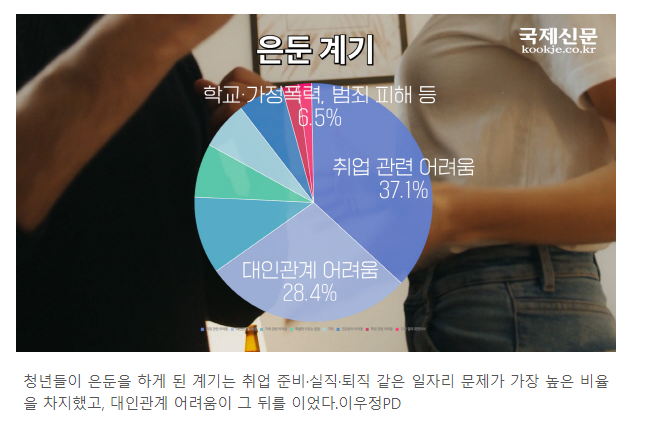 은둔 계기
국제신문
kookje.co.kr
학교·가정폭력, 범죄 피해 등
6.5%
취업 관련 어려움
37.1%
대인관계 어려움
28.4%
청년들이 은둔을 하게 된 계기는 취업 준비·실직·퇴직 같은 일자리 문제가 가장 높은 비율
을 차지했고, 대인관계 어려움이 그 뒤를 이었다.이우정PD